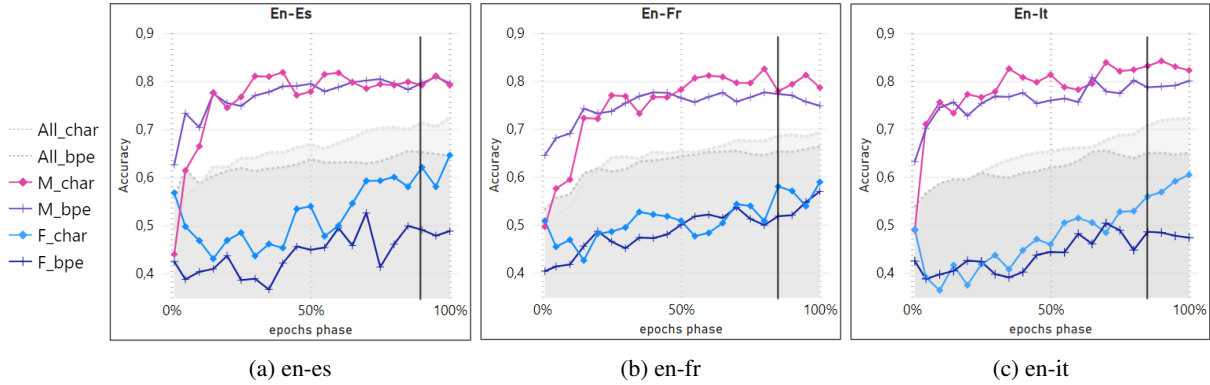 En-Es
En-Fr
En-It
All_char
All_bpe
M_char
M_bpe
F_char
F_bpe
Accuracy
0,9
0,8
0,7
0,6
0,5
0,4
0%
50%
100%
epochs phase
Accuracy
0,9
0,8
0,7
0,6
0,5
0,4
0%
50%
100%
epochs phase
Accuracy
0,9
0,8
0,7
0,6
0,5
0,4
0%
50%
100%
epochs phase
(a) en-es
(b) en-fr
(c) en-it